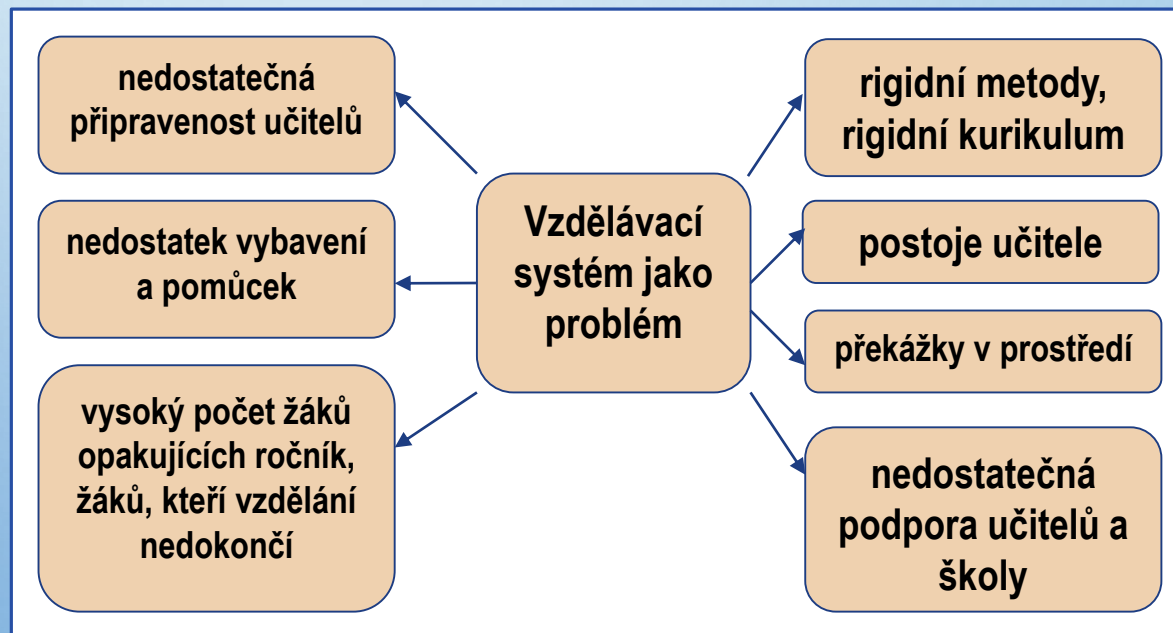 nedostatečná
připravenost učitelů
nedostatek vybavení
a pomůcek
vysoký počet žáků
opakujících ročník,
žáků, kteří vzdělání
nedokončí
Vzdělávací
systém jako
problém
rigidní metody,
rigidní kurikulum
postoje učitele
překážky v prostředí
nedostatečná
podpora učitelů a
školy